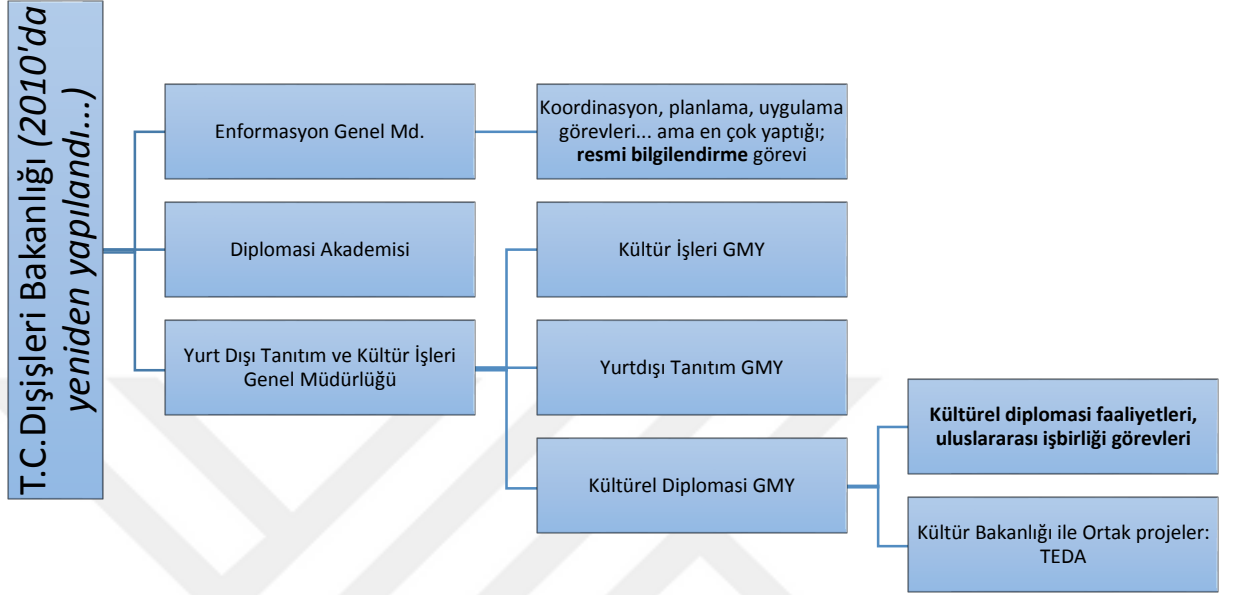 T.C.Dışişleri Bakanlığı (2010'da
yeniden yapılandı...)
Enformasyon Genel Md.
Koordinasyon, planlama, uygulama
görevleri... ama en çok yaptığı;
resmi bilgilendirme görevi
Diplomasi Akademisi
Yurt Dışı Tanıtım ve Kültür İşleri
Genel Müdürlüğü
Kültür İşleri GMY
Yurtdışı Tanıtım GMY
Kültürel Diplomasi GMY
Kültürel diplomasi faaliyetleri,
uluslararası işbirliği görevleri
Kültür Bakanlığı ile Ortak projeler:
TEDA